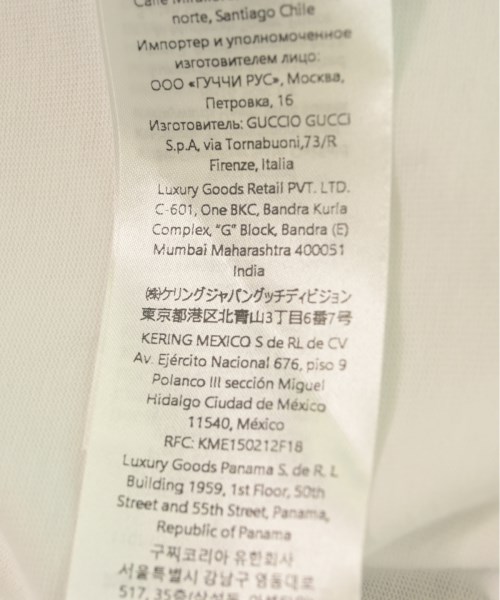 norte, Santiago Chile
Импортер и уполномоченное
изготовителем лицо:
ООО «ГУЧЧИ РУС», Москва,
Петровка, 16
Изготовитель: GUCCIO GUCCI
S.p.A, via Tornabuoni,73/R
Firenze, Italia
Luxury Goods Retail PVT. LTD.
C-601, One BKC, Bandra Kurla
Complex, "G" Block, Bandra (E)
Mumbai Maharashtra 400051
India
㈱ケリングジャパングッチディビジョン
東京都港区北青山3丁目6番7号
KERING MEXICO S de RL de CV
Av. Ejército Nacional 676, piso 9
Polanco III sección Miguel
Hidalgo Ciudad de México
11540, México
RFC: KME150212F18
Luxury Goods Panama S. de R. L
Building 1959, 1st Floor, 50th
Street and 55th Street, Panama,
Republic of Panama
구찌코리아 유한회사
서울특별시 강남구 영동대로
517, 35층(삼성동,